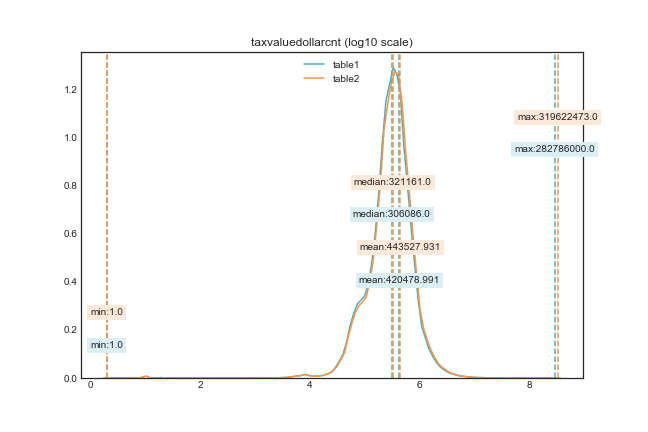 taxvaluedollarcnt (log10 scale)
table1
table2
1.2
1.0
0.8
0.6
0.4
0.2
0.0
max:319622473.0
max:282786000.0
median:321161.0
median:306086.0
mean:443527.931
mean:420478.991
min:1.0
min:1.0
0
2
4
6
8